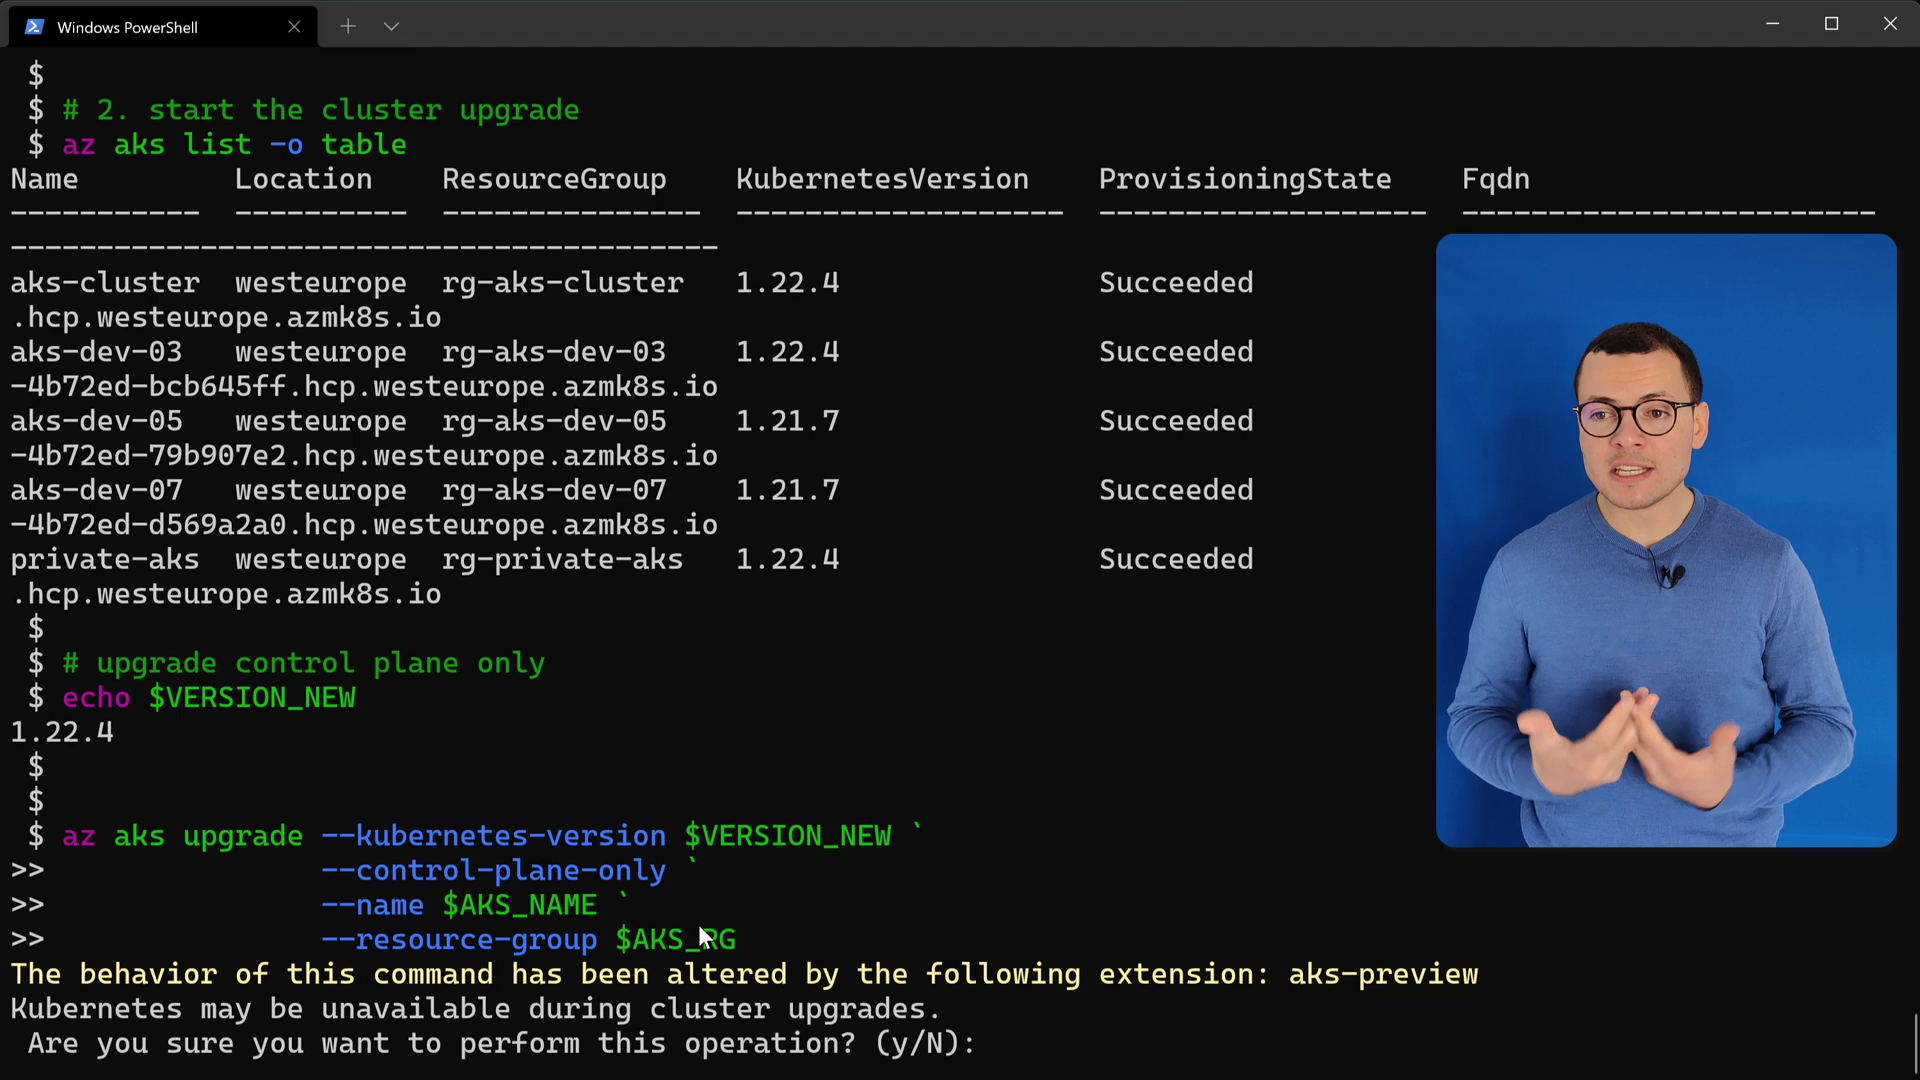 Windows PowerShell
$
$ # 2. start the cluster upgrade
$ az aks list -o table
Name Location ResourceGroup KubernetesVersion ProvisioningState Fqdn
----------- ---------- --------------- ------------------- ------------------- ------------------------
-----------------------------------------
aks-cluster westeurope rg-aks-cluster 1.22.4 Succeeded
.hcp.westeurope.azmk8s.io
aks-dev-03 westeurope rg-aks-dev-03 1.22.4 Succeeded
-4b72ed-bcb645ff.hcp.westeurope.azmk8s.io
aks-dev-05 westeurope rg-aks-dev-05 1.21.7 Succeeded
-4b72ed-79b907e2.hcp.westeurope.azmk8s.io
aks-dev-07 westeurope rg-aks-dev-07 1.21.7 Succeeded
-4b72ed-d569a2a0.hcp.westeurope.azmk8s.io
private-aks westeurope rg-private-aks 1.22.4 Succeeded
.hcp.westeurope.azmk8s.io
$
$ # upgrade control plane only
$ echo $VERSION_NEW
1.22.4
$
$
$ az aks upgrade --kubernetes-version $VERSION_NEW `
>> --control-plane-only `
>> --name $AKS_NAME `
>> --resource-group $AKS_RG
The behavior of this command has been altered by the following extension: aks-preview
Kubernetes may be unavailable during cluster upgrades.
Are you sure you want to perform this operation? (y/N):